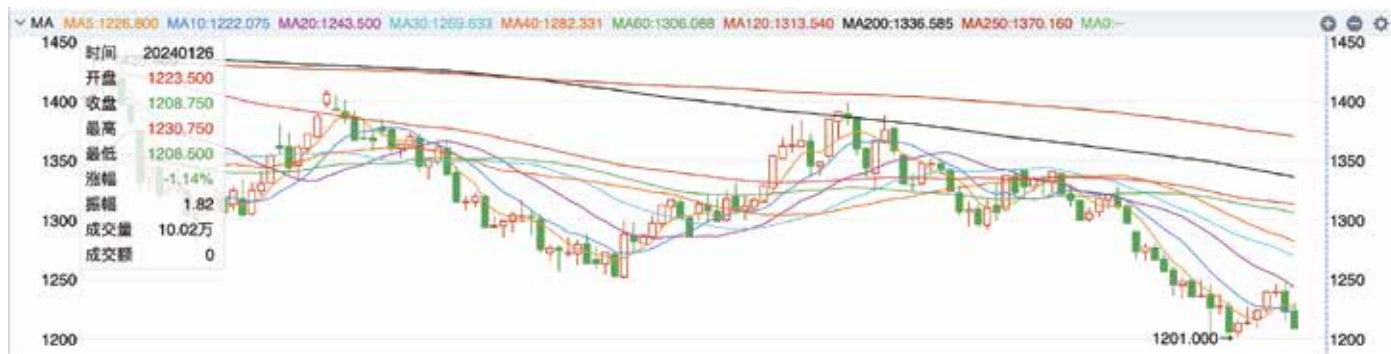 MA MA5:1226.800 MA10:1222.075 MA20:1243.500 MA30:1269.633 MA40:1282.331 MA60:1306.088 MA120:1313.540 MA200:1336.585 MA250:1370.160 MA0:--
1450 1450
时间 20240126
开盘 1223.500
1400 收盘 1208.750 1400
最高 1230.750
1350 最低 1208.500 1350
涨幅 -1.14%
振幅 1.82
1300 成交量 10.02万 1300
成交额 0
1250 1250
1200 1201.000→ 1200